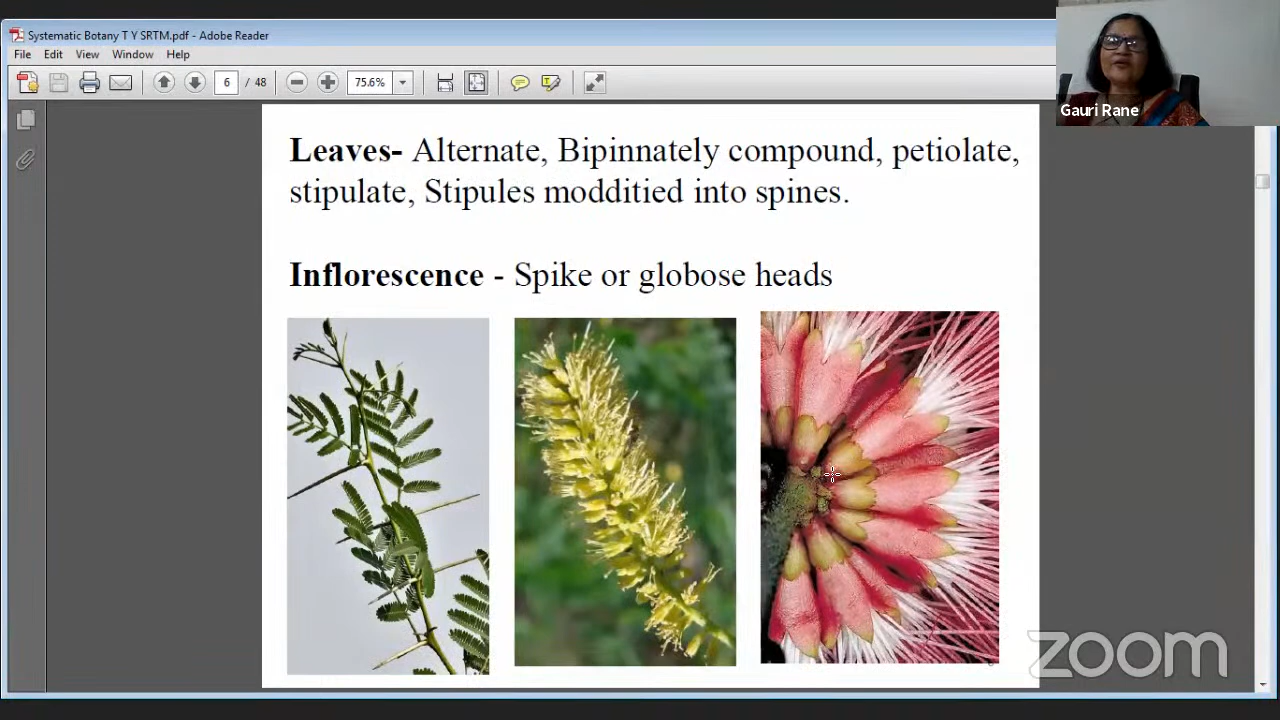 Systematic Botany T Y SRTM.pdf - Adobe Reader
File Edit View Window Help
6 / 48 75.6%
Gauri Rane
Leaves- Alternate, Bipinnately compound, petiolate,
stipulate, Stipules modditied into spines.
Inflorescence - Spike or globose heads
zoom